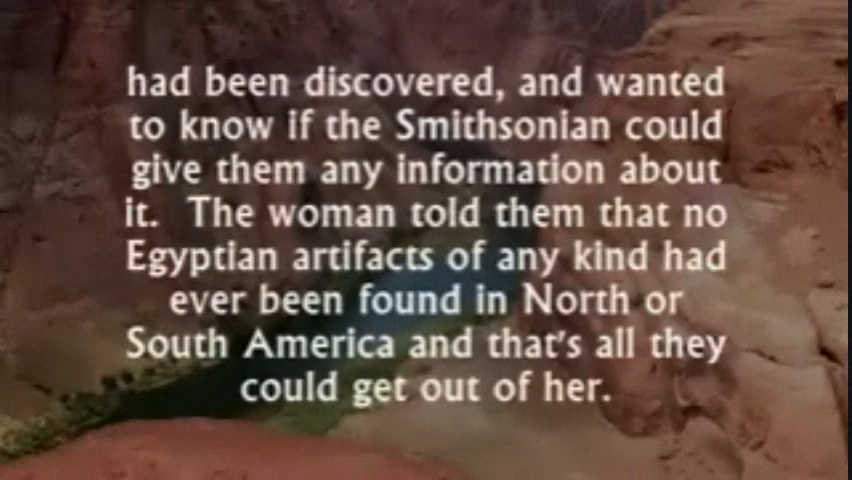 had been discovered, and wanted
to know if the Smithsonian could
give them any information about
it.  The woman told them that no
Egyptian artifacts of any kind had
ever been found in North or
South America and that's all they
could get out of her.